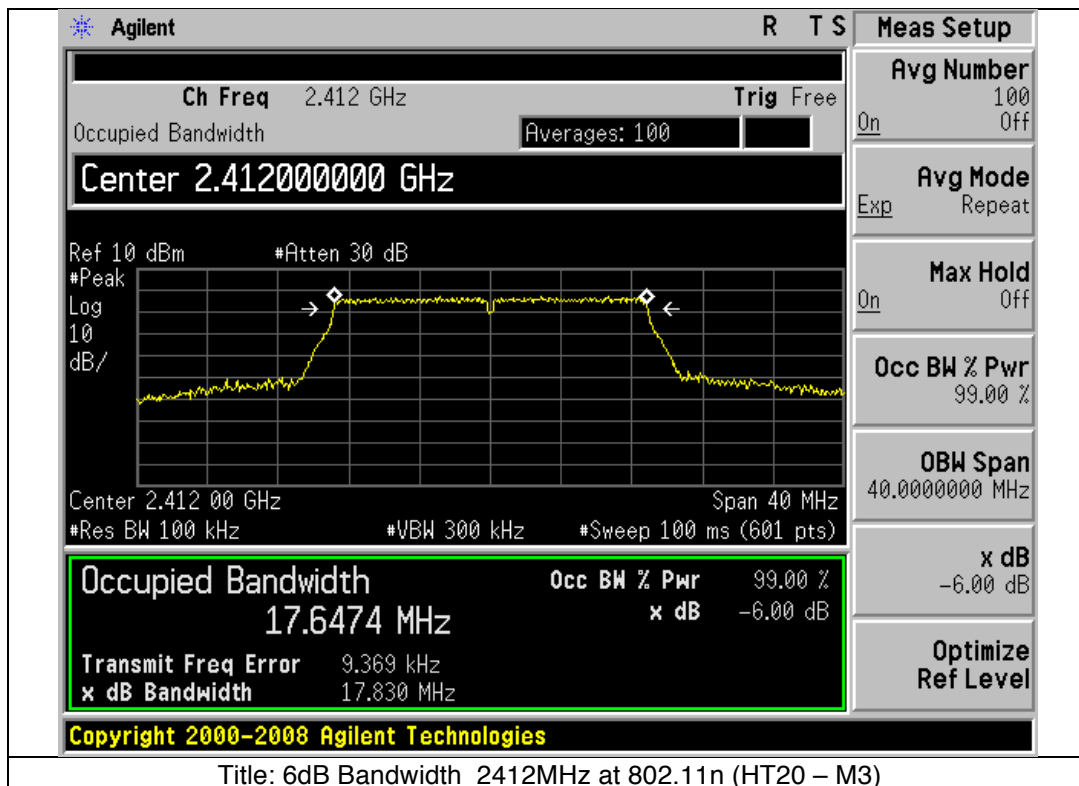 Agilent R T S
Ch Freq 2.412 GHz Trig Free
Occupied Bandwidth Averages: 100
Center 2.412000000 GHz
Ref 10 dBm #Atten 30 dB
#Peak
Log
10
dB/
Center 2.412 00 GHz Span 40 MHz
#Res BW 100 kHz #VBW 300 kHz #Sweep 100 ms (601 pts)
Occupied Bandwidth Occ BW % Pwr 99.00 %
17.6474 MHz x dB -6.00 dB
Transmit Freq Error 9.369 kHz
x dB Bandwidth 17.830 MHz
Copyright 2000-2008 Agilent Technologies
Meas Setup
Avg Number
100
On Off
Avg Mode
Exp Repeat
Max Hold
On Off
Occ BW % Pwr
99.00 %
OBW Span
40.0000000 MHz
x dB
-6.00 dB
Optimize
Ref Level
Title: 6dB Bandwidth 2412MHz at 802.11n (HT20 – M3)